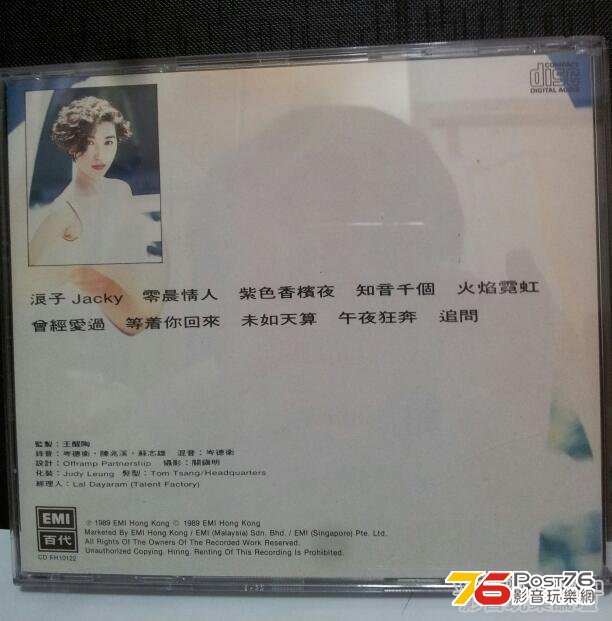 COMPACT
disc
DIGITAL AUDIO
浪子 Jacky 零晨情人 紫色香檳夜 知音千個 火焰霓虹
曾經愛過 等着你回來 未如天算 午夜狂奔 追問
監製：王醒陶
錄音：岑德衛，陳兆溪，蘇志雄 混音：岑德衛
設計：Offramp Partnership 攝影：關鎮明
化裝：Judy Leung 髮型：Tom Tsang/Headquarters
經理人：Lal Dayaram (Talent Factory)
EMI
百代
CD FH10122
℗ 1989 EMI Hong Kong © 1989 EMI Hong Kong
Marketed By EMI Hong Kong / EMI (Malaysia) Sdn. Bhd. / EMI (Singapore) Pte. Ltd.
All Rights Of The Owners Of The Recorded Work Reserved.
Unauthorized Copying. Hiring. Renting Of This Recording Is Prohibited.
76 Post76
影音玩樂網